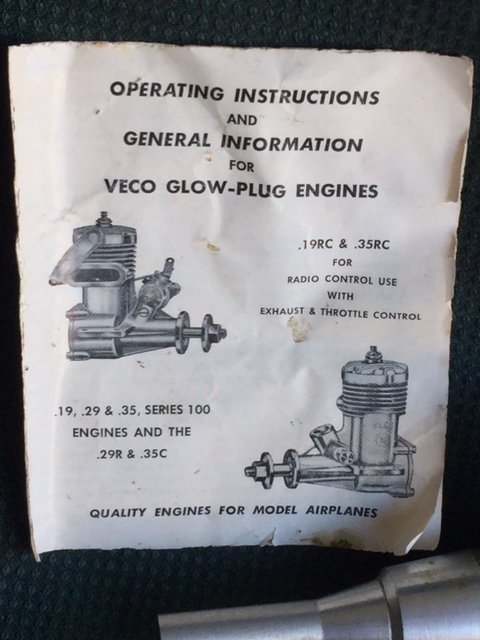 OPERATING INSTRUCTIONS
AND
GENERAL INFORMATION
FOR
VECO GLOW-PLUG ENGINES
.19RC & .35RC
FOR
RADIO CONTROL USE
WITH
EXHAUST & THROTTLE CONTROL
.19, .29 & .35, SERIES 100
ENGINES AND THE
.29R & .35C
QUALITY ENGINES FOR MODEL AIRPLANES